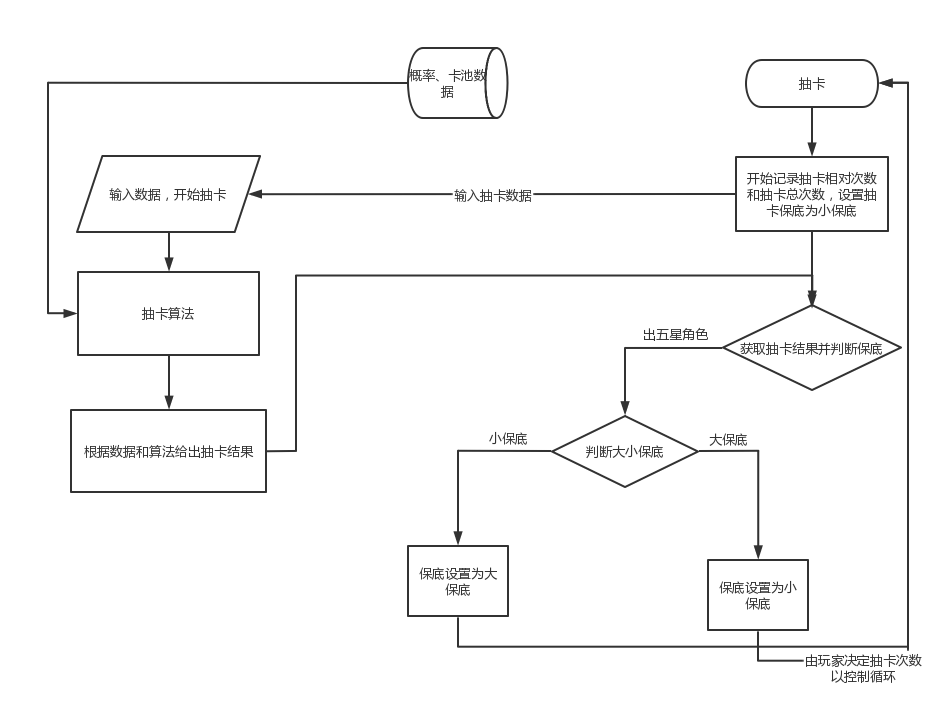 概率、卡池数
据
抽卡
输入数据，开始抽卡
输入抽卡数据
开始记录抽卡相对次数
和抽卡总次数，设置抽
卡保底为小保底
抽卡算法
出五星角色
获取抽卡结果并判断保底
小保底
大保底
根据数据和算法给出抽卡结果
判断大小保底
保底设置为大
保底
保底设置为小
保底
由玩家决定抽卡次数
以控制循环